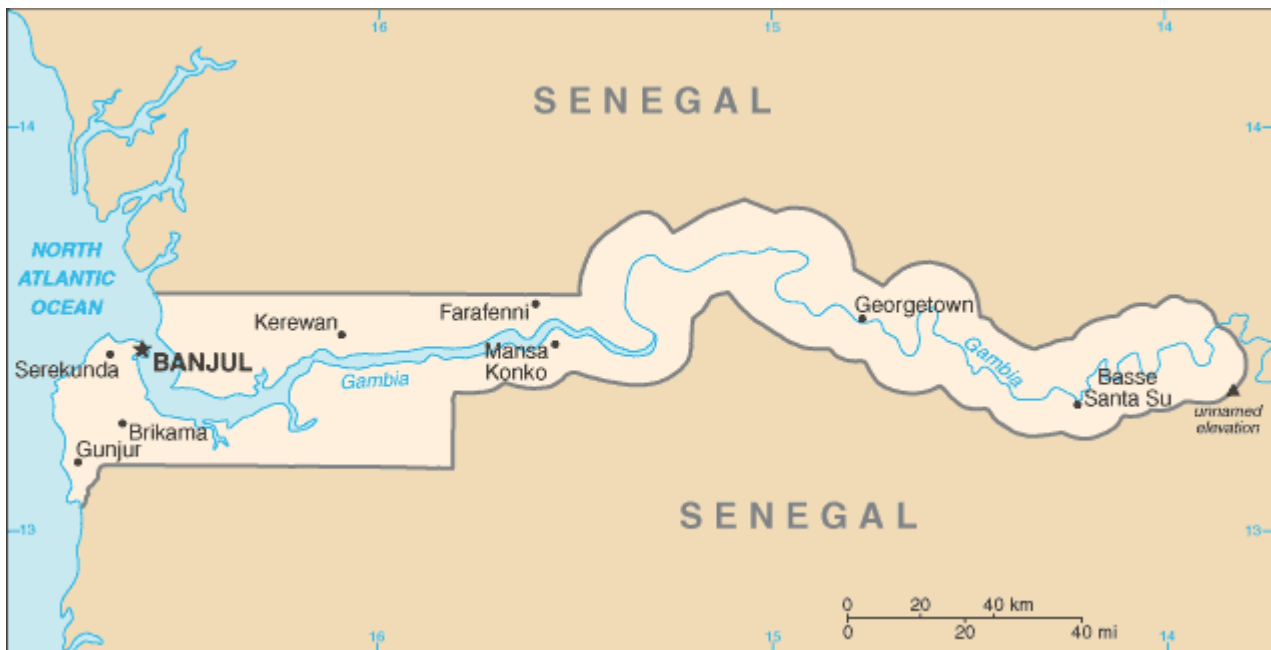 16
15
14
SENEGAL
14
14
NORTH
ATLANTIC
OCEAN
Georgetown
Farafenni
Kerewan
BANJUL
Mansa
Konko
Gambia
Serekunda
Gambia
Basse
Santa Su
unnamed
elevation
Brikama
Gunjur
SENEGAL
13
13
0 20 40 km
0 20 40 mi
16
15
14